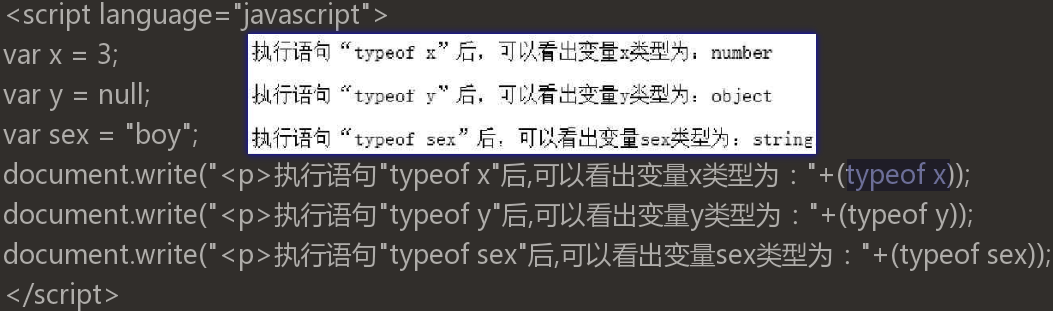 <script language="javascript">
var x = 3;
var y = null;
var sex = "boy";
执行语句“typeof x”后，可以看出变量x类型为：number
执行语句“typeof y”后，可以看出变量y类型为：object
执行语句“typeof sex”后，可以看出变量sex类型为：string
document.write("<p>执行语句"typeof x"后,可以看出变量x类型为："+(typeof x));
document.write("<p>执行语句"typeof y"后,可以看出变量y类型为："+(typeof y));
document.write("<p>执行语句"typeof sex"后,可以看出变量sex类型为："+(typeof sex));
</script>